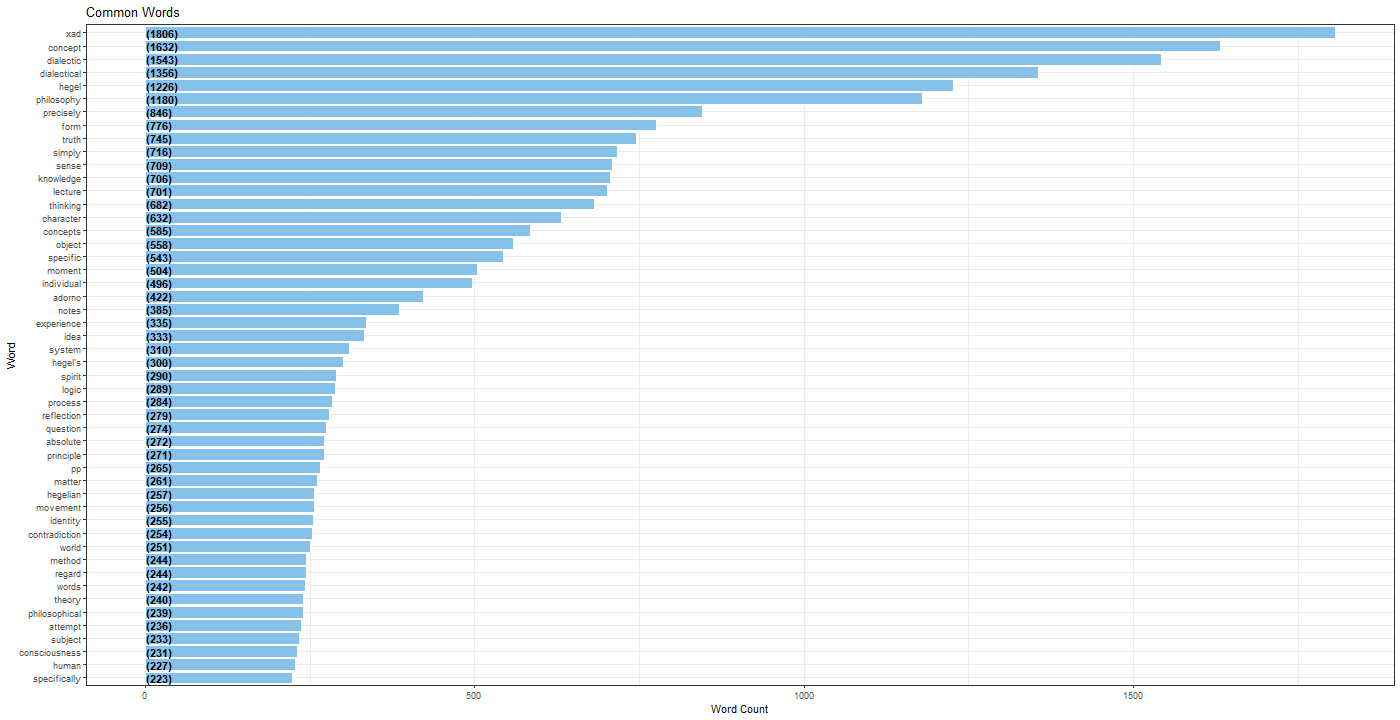 Common Words
xad (1806)
concept (1632)
dialectic (1543)
dialectical (1356)
hegel (1226)
philosophy (1180)
precisely (846)
form (776)
truth (745)
simply (716)
sense (709)
knowledge (706)
lecture (701)
thinking (682)
character (632)
concepts (585)
object (558)
specific (543)
moment (504)
individual (496)
adorno (422)
notes (385)
experience (335)
idea (333)
system (310)
hegel's (300)
spirit (290)
logic (289)
process (284)
reflection (279)
question (274)
absolute (272)
principle (271)
pp (265)
matter (261)
hegelian (257)
movement (256)
identity (255)
contradiction (254)
world (251)
method (244)
regard (244)
words (242)
theory (240)
philosophical (239)
attempt (236)
subject (233)
consciousness (231)
human (227)
specifically (223)
Word
0 500 1000 1500
Word Count